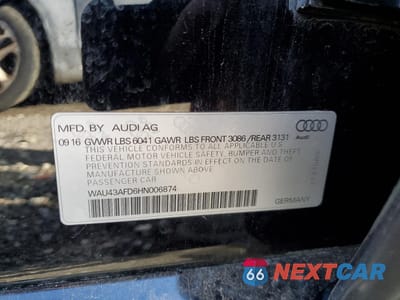 MFD. BY AUDI AG
09 16 GVWR LBS 6041 GAWR LBS FRONT 3086/REAR 3131
Audi
THIS VEHICLE CONFORMS TO ALL APPLICABLE U.S.
FEDERAL MOTOR VEHICLE SAFETY, BUMPER AND THEFT
PREVENTION STANDARDS IN EFFECT ON THE DATE OF
MANUFACTURE SHOWN ABOVE.
PASSENGER CAR
WAU43AFD6HN006874
GERMANY
66 NEXTCAR